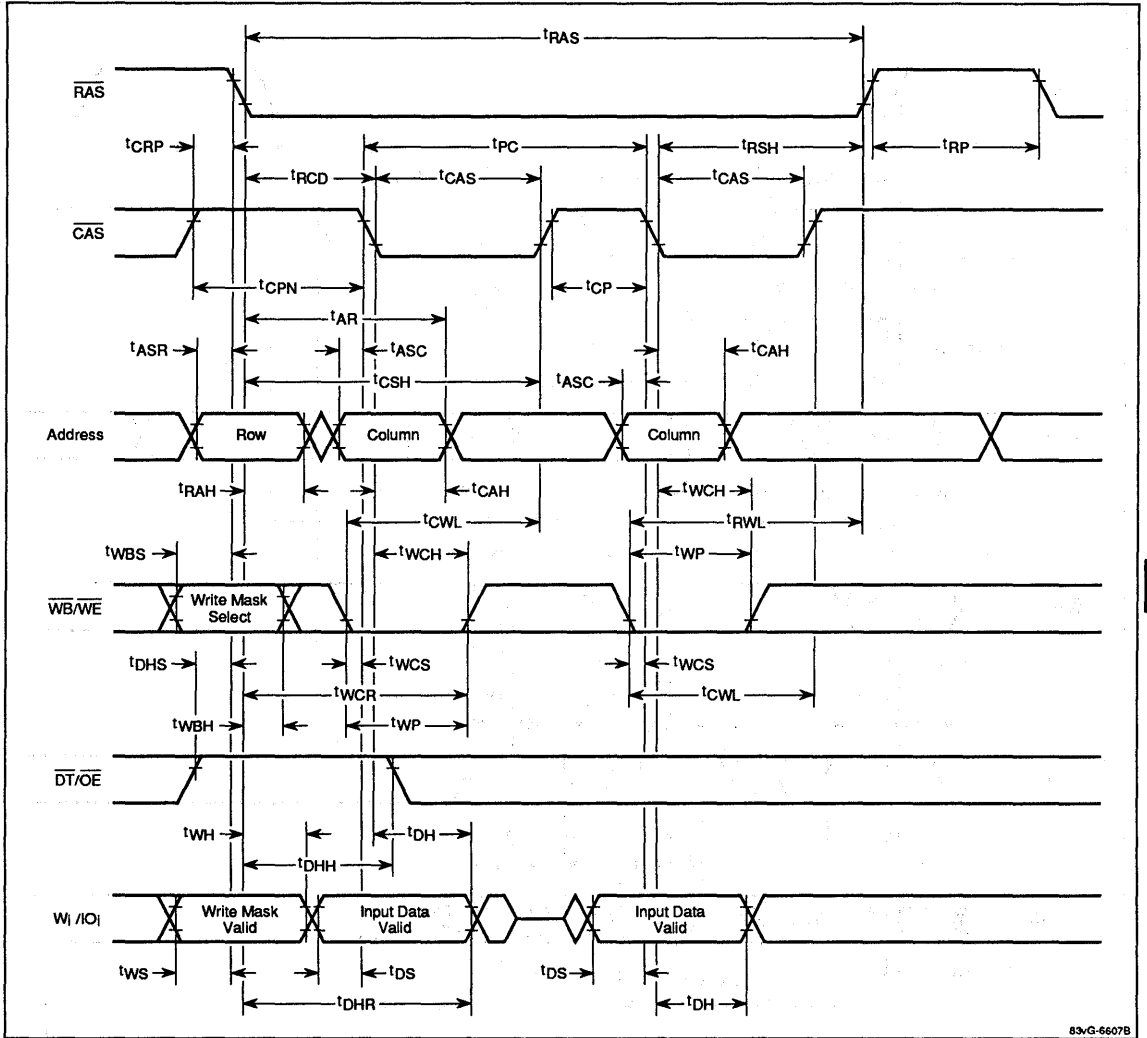 tRAS
RAS
tCRP
tPC
tRSH
tRP
tRCD
tCAS
tCAS
CAS
tCPN
tCP
tAR
tASR
tASC
tCAH
tCSH
tASC
Address
Row
Column
Column
tRAH
tCAH
tWCH
tCWL
tRWL
tWBS
tWCH
tWP
WB/WE
Write Mask
Select
tDHS
tWCS
tWCS
tWCR
tCWL
tWBH
tWP
DT/OE
tWH
tDH
tDHH
Wi /IOi
Write Mask
Valid
Input Data
Valid
Input Data
Valid
tWS
tDS
tDS
tDHR
tDH
83vG-6607B